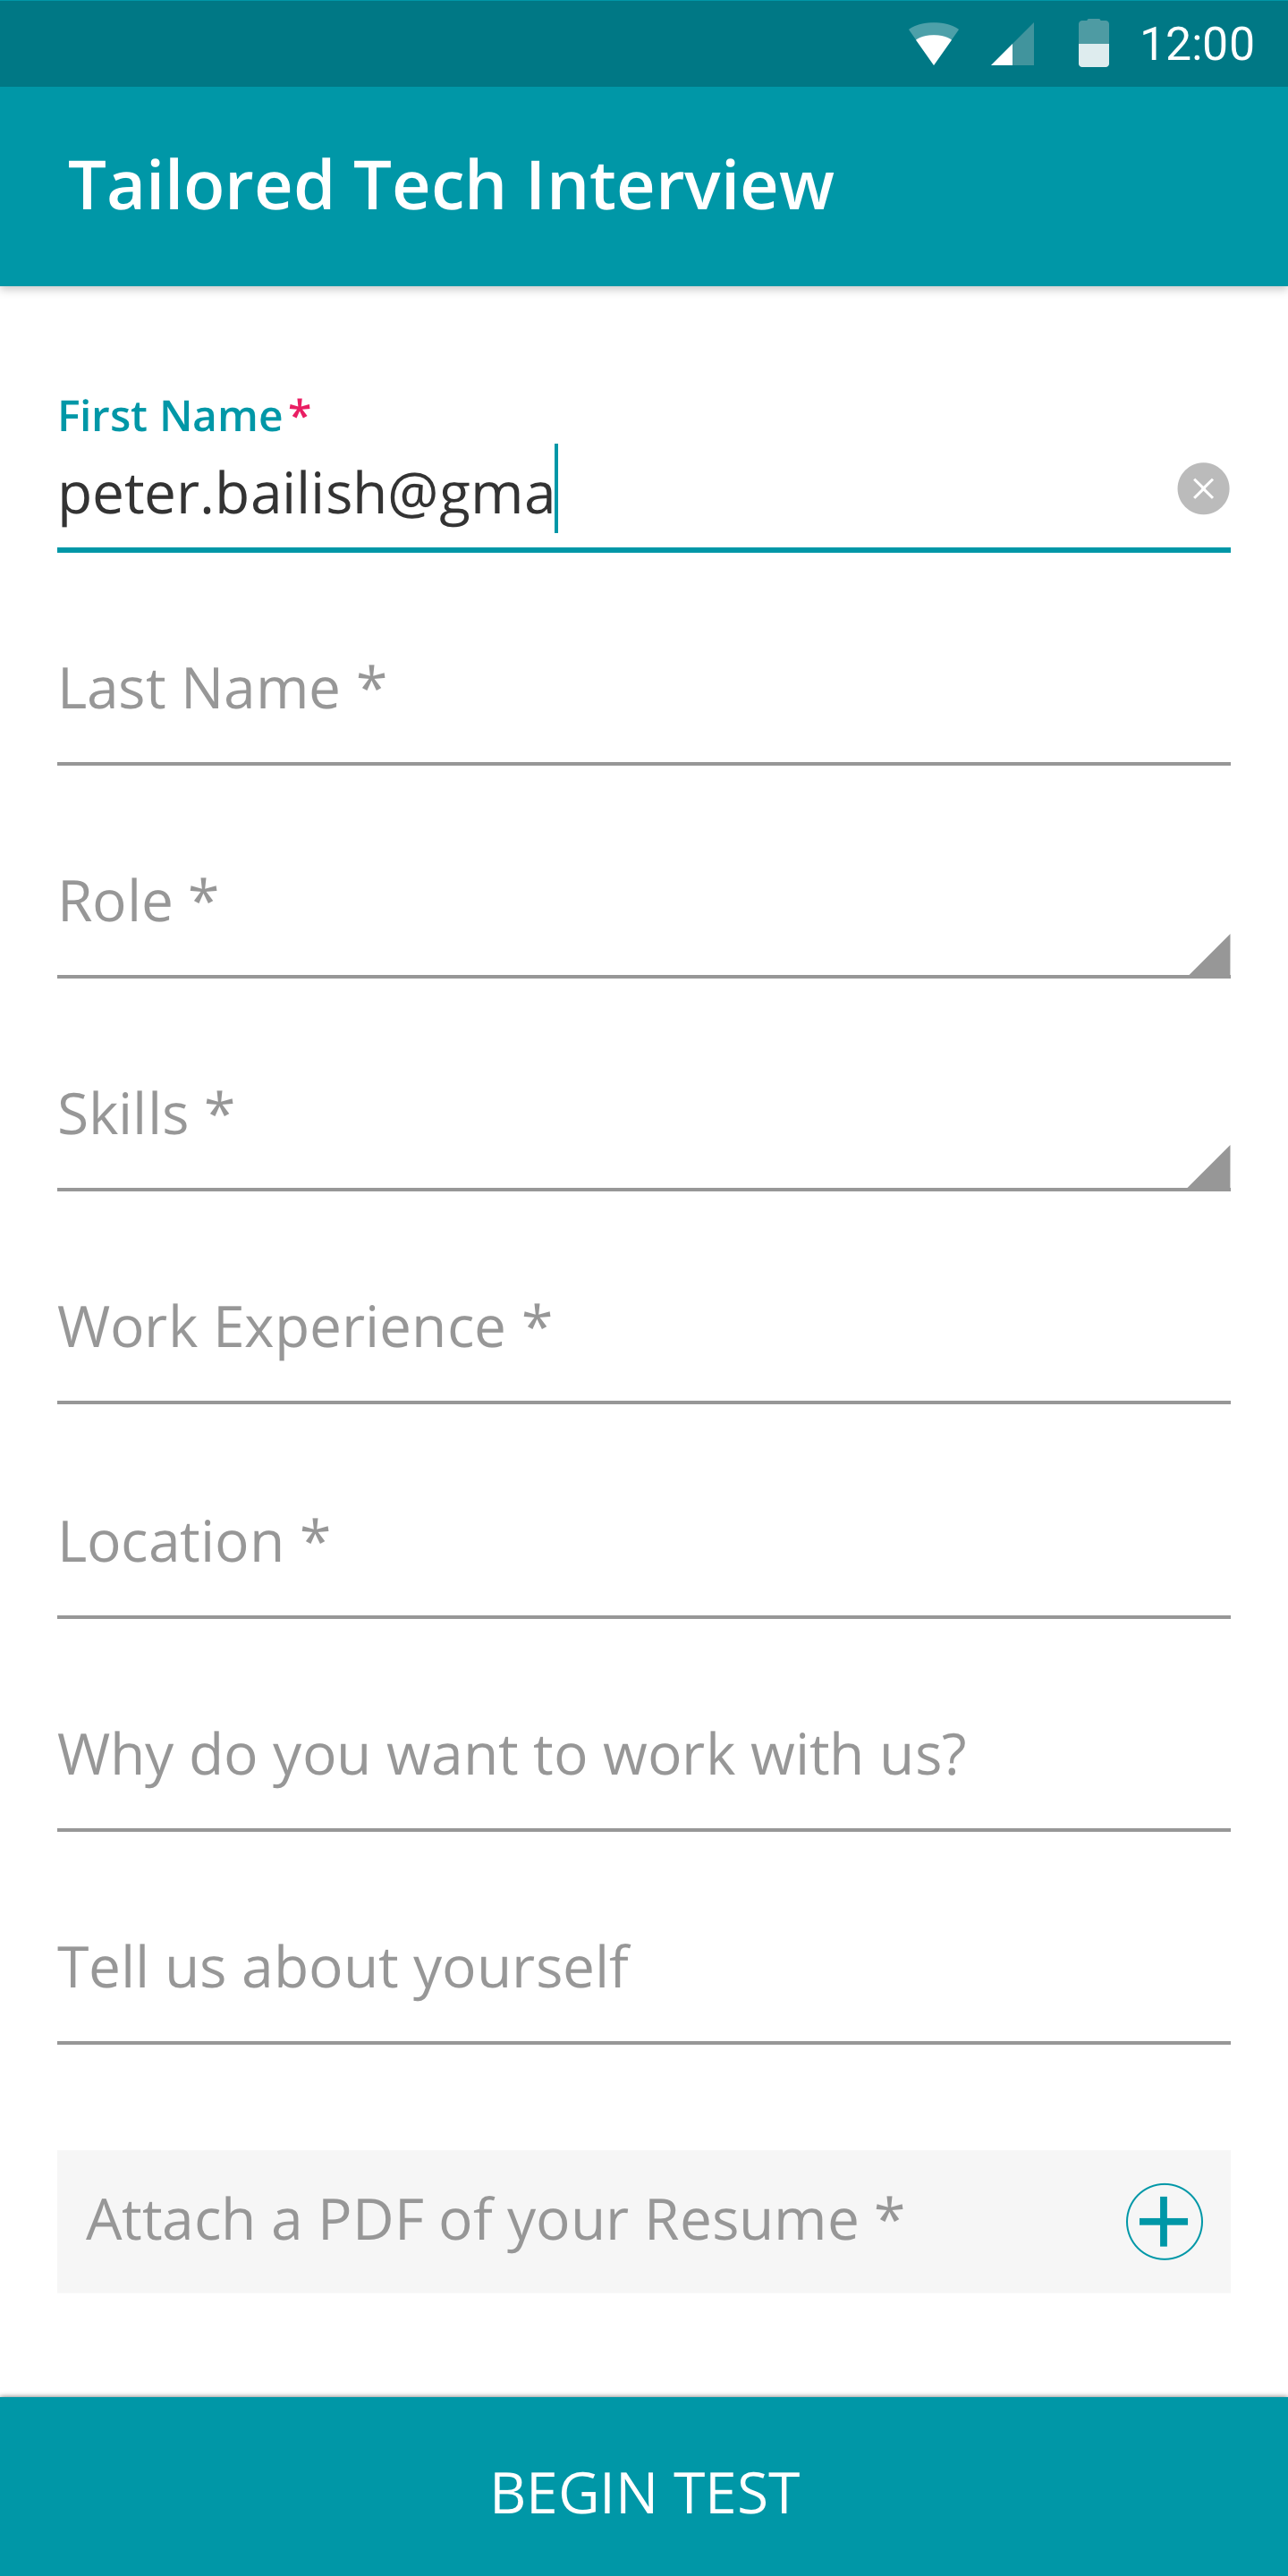 12:00
Tailored Tech Interview
First Name*
peter.bailish@gma
Last Name *
Role *
Skills *
Work Experience *
Location *
Why do you want to work with us?
Tell us about yourself
Attach a PDF of your Resume *
BEGIN TEST